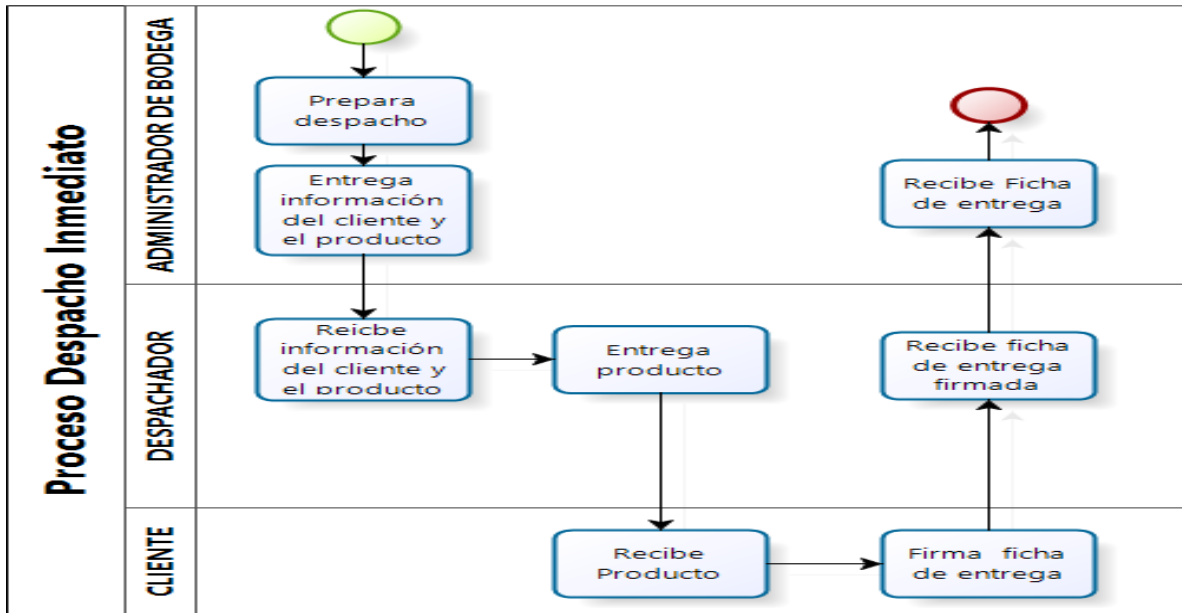 Proceso Despacho Inmediato
ADMINISTRADOR DE BODEGA
Prepara
despacho
Entrega
información
del cliente y
el producto
Recibe Ficha
de entrega
DESPACHADOR
Reicbe
información
del cliente y
el producto
Entrega
producto
Recibe ficha
de entrega
firmada
CLIENTE
Recibe
Producto
Firma ficha
de entrega